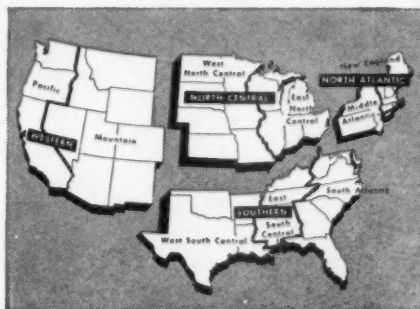 West
North Central
New England
NORTH ATLANTIC
Pacific
NORTH CENTRAL
East
North
Central
Middle
Atlantic
WESTERN
Mountain
South Atlantic
East
SOUTHERN
South
Central
West South Central